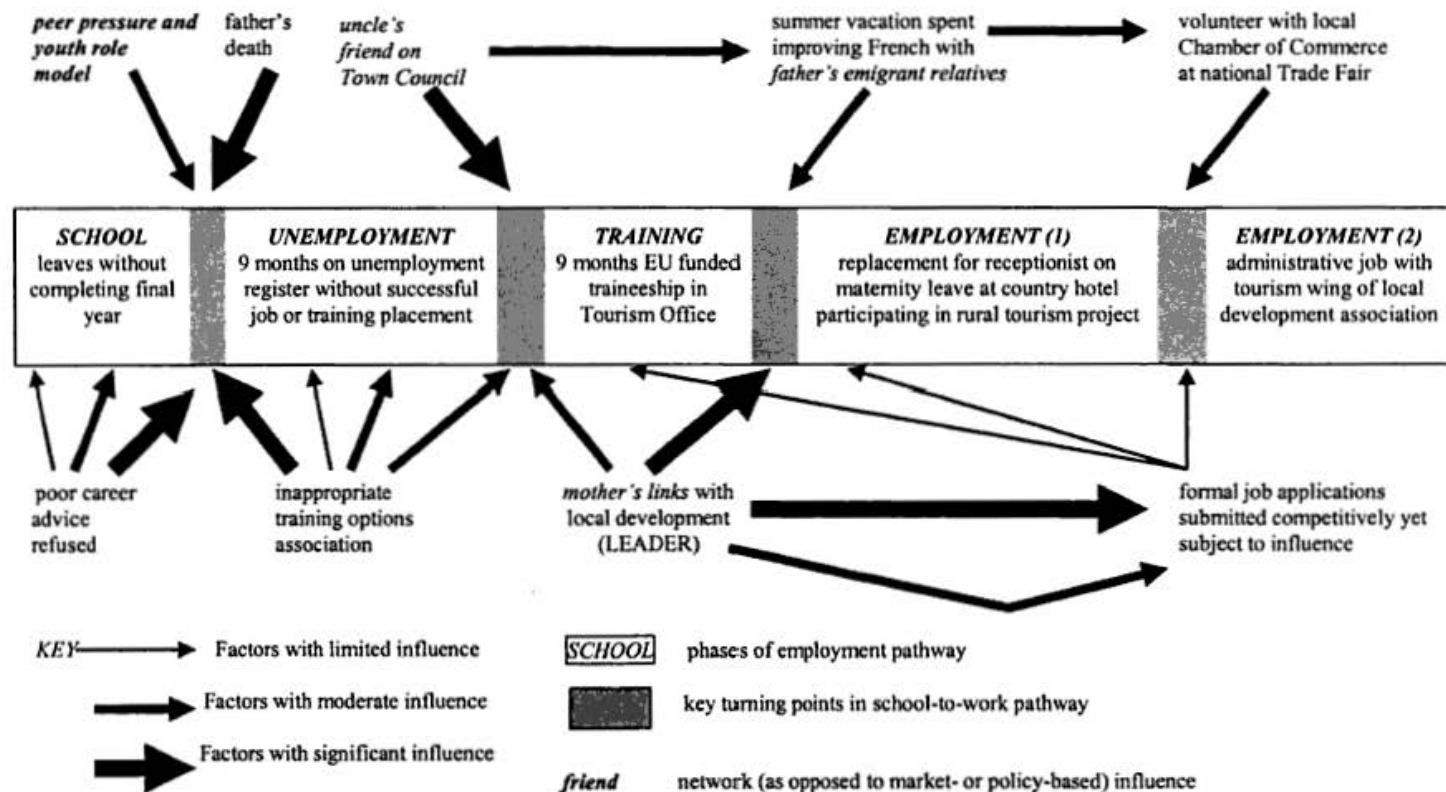 peer pressure and
youth role
model
father's
death
uncle's
friend on
Town Council
summer vacation spent
improving French with
father's emigrant relatives
volunteer with local
Chamber of Commerce
at national Trade Fair
SCHOOL
leaves without
completing final
year
UNEMPLOYMENT
9 months on unemployment
register without successful
job or training placement
TRAINING
9 months EU funded
traineeship in
Tourism Office
EMPLOYMENT (1)
replacement for receptionist on
maternity leave at country hotel
participating in rural tourism project
EMPLOYMENT (2)
administrative job with
tourism wing of local
development association
poor career
advice
refused
inappropriate
training options
association
mother's links with
local development
(LEADER)
formal job applications
submitted competitively yet
subject to influence
KEY
Factors with limited influence
Factors with moderate influence
Factors with significant influence
SCHOOL
phases of employment pathway
key turning points in school-to-work pathway
friend
network (as opposed to market- or policy-based) influence